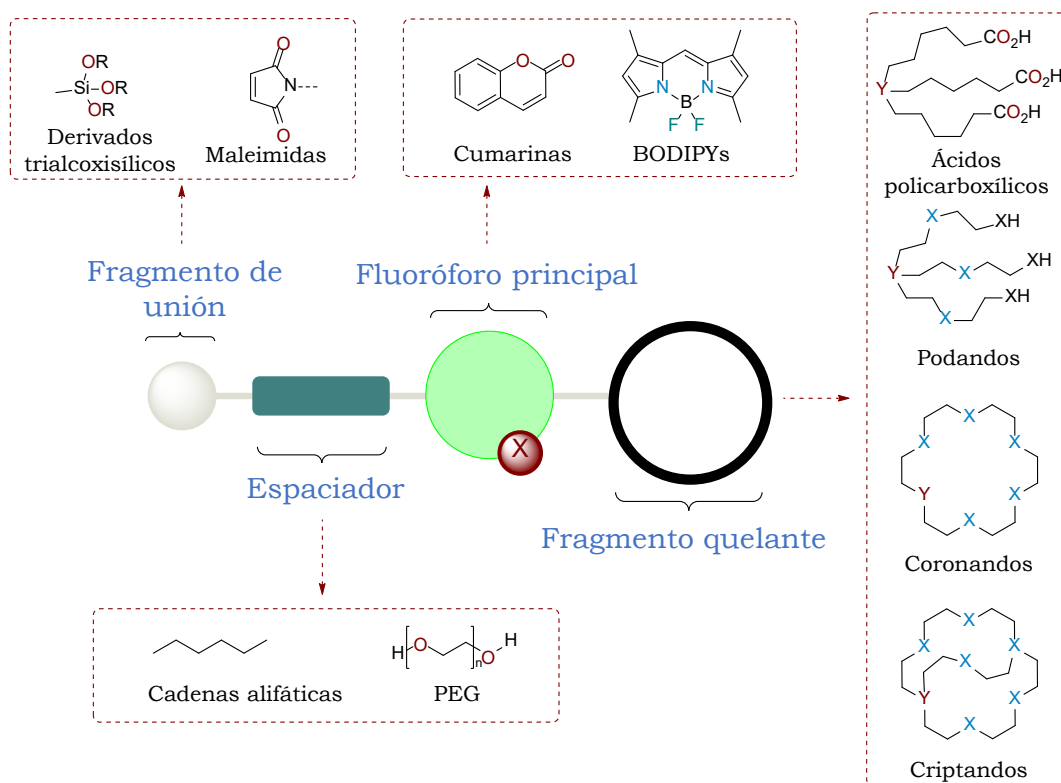 OR
Si
OR
OR
Derivados
trialcoxisílicos
O
N
O
Maleimidas
O
O
Cumarinas
N
N
B
F
F
BODIPYs
CO2H
CO2H
CO2H
Y
Ácidos
policarboxílicos
X
XH
Y
X
XH
X
XH
Podandos
X
X
X
Y
X
X
Coronandos
X
X
X
X
Y
X
X
Criptandos
Fragmento de
unión
Fluoróforo principal
X
Espaciador
Fragmento quelante
Cadenas alifáticas
H
O
n
O
H
PEG